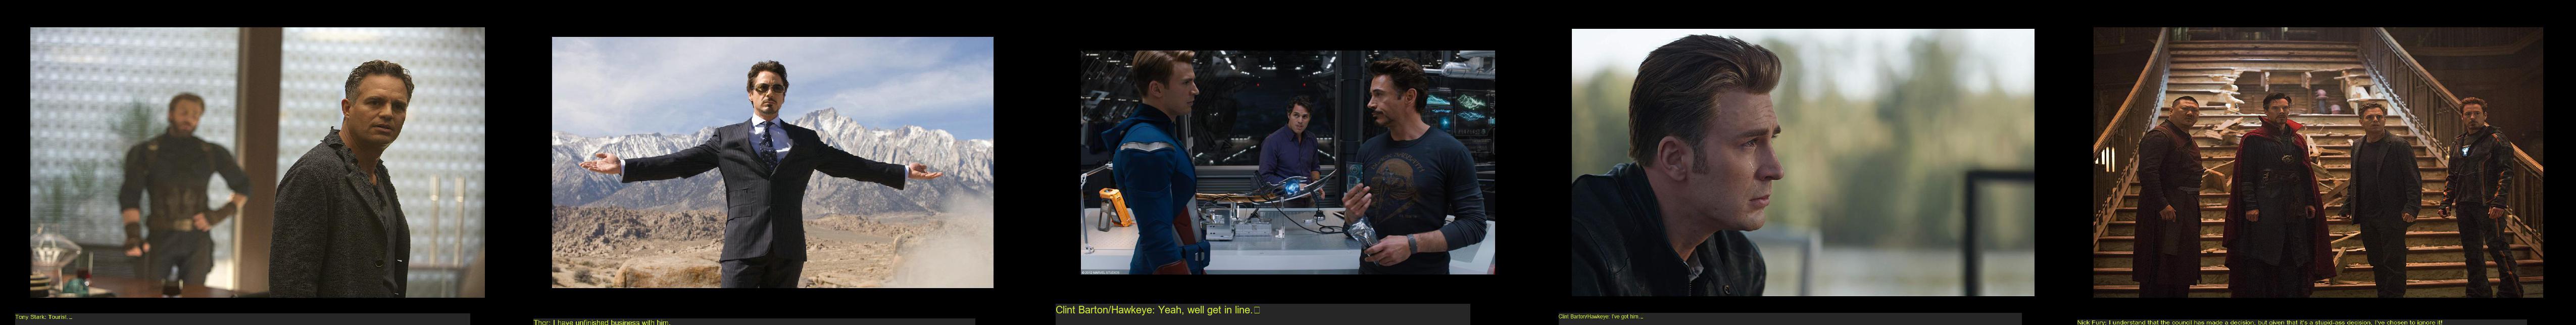 Tony Stark: Tourist...
Thor: I have unfinished business with him.
Clint Barton/Hawkeye: Yeah, well get in line.
Clint Barton/Hawkeye: I've got him...
Nick Fury: I understand that the council has made a decision, but given that it's a stupid-ass decision, I've chosen to ignore it!